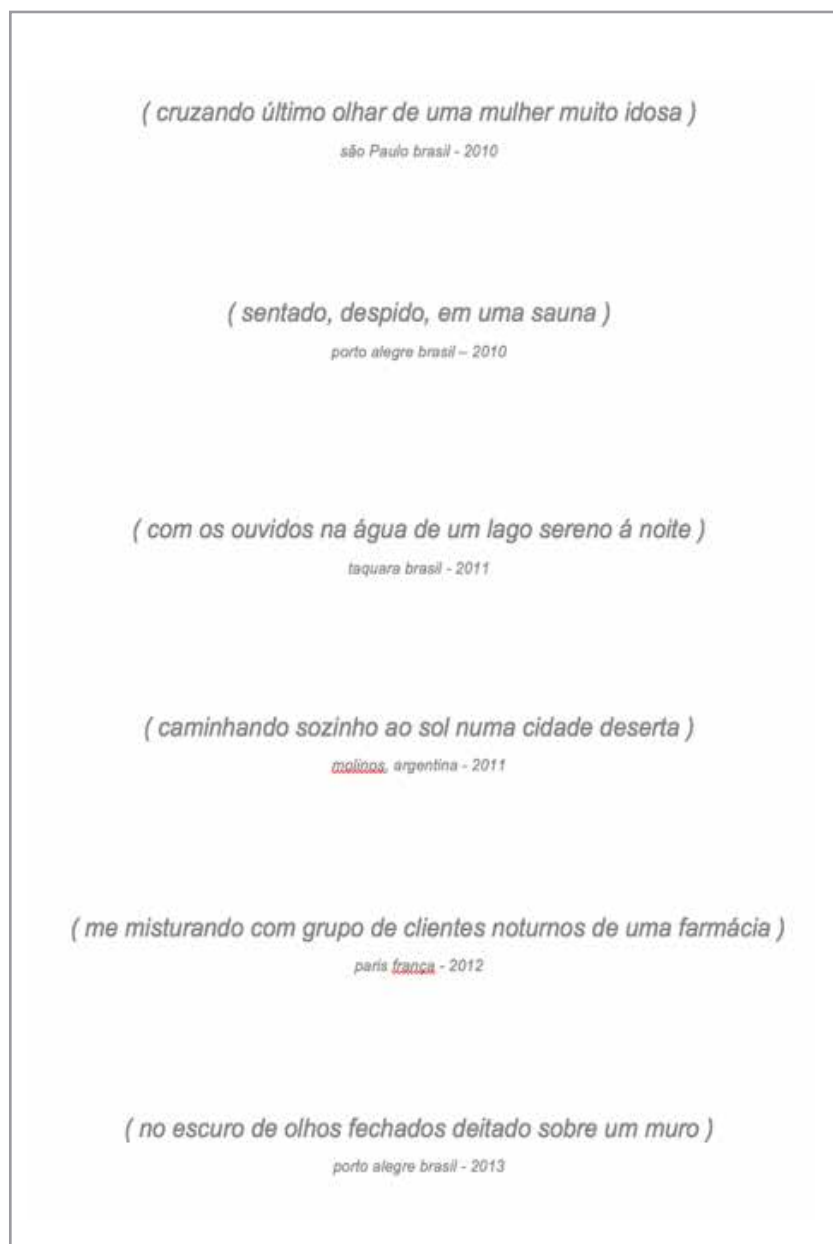 ( cruzando último olhar de uma mulher muito idosa )
são Paulo brasil - 2010
( sentado, despido, em uma sauna )
porto alegre brasil – 2010
( com os ouvidos na água de um lago sereno á noite )
taquara brasil - 2011
( caminhando sozinho ao sol numa cidade deserta )
molinos, argentina - 2011
( me misturando com grupo de clientes noturnos de uma farmácia )
paris frança - 2012
( no escuro de olhos fechados deitado sobre um muro )
porto alegre brasil - 2013